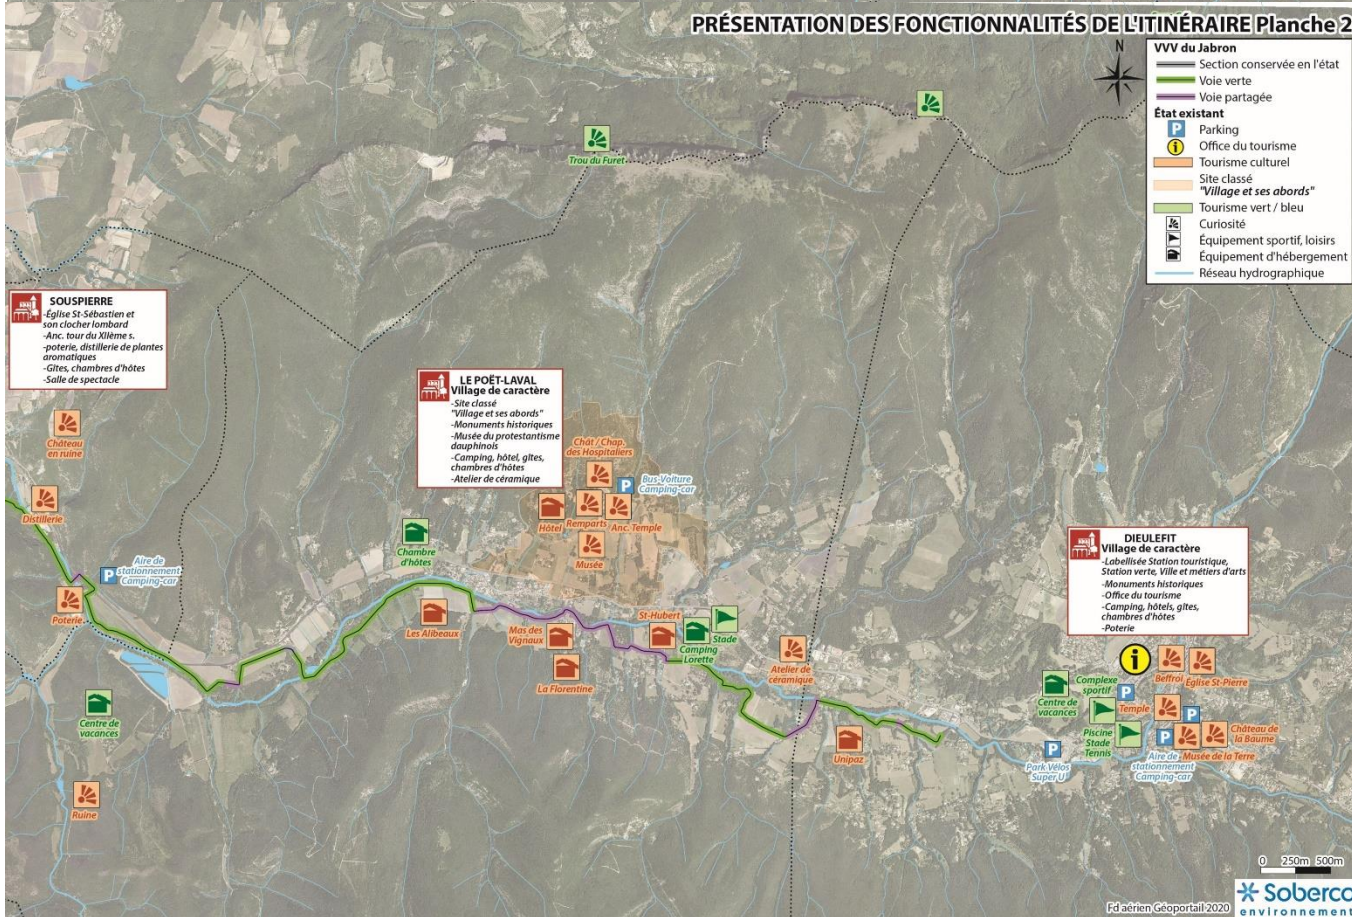 PRÉSENTATION DES FONCTIONNALITÉS DE L'ITINÉRAIRE Planche 2
N
VVV du Jabron
Section conservée en l'état
Voie verte
Voie partagée
État existant
P Parking
i Office du tourisme
Tourisme culturel
Site classé
"Village et ses abords"
Tourisme vert / bleu
Curiosité
Équipement sportif, loisirs
Équipement d'hébergement
Réseau hydrographique
Trou du Furet
SOUSPIERRE
-Église St-Sébastien et
son clocher lombard
-Anc. tour du XIIème s.
-poterie, distillerie de plantes
aromatiques
-Gîtes, chambres d'hôtes
-Salle de spectacle
LE POËT-LAVAL
Village de caractère
-Site classé
"Village et ses abords"
-Monuments historiques
-Musée du protestantisme
dauphinois
-Camping, hôtel, gîtes,
chambres d'hôtes
-Atelier de céramique
Château
en ruine
Distillerie
P
Aire de
stationnement
Camping-car
Poterie
Centre de
vacances
Ruine
Chambre
d'hôtes
Chât / Chap.
des Hospitaliers
P
Bus-Voiture
Camping-car
Hôtel
Remparts
Anc. Temple
Musée
Les Alibeaux
Mas des
Vignaux
La Florentine
St-Hubert
Camping
Lorette
Stade
Atelier de
céramique
Unipaz
DIEULEFIT
Village de caractère
-Labellisée Station touristique,
Station verte, Ville et métiers d'arts
-Monuments historiques
-Office du tourisme
-Camping, hôtels, gîtes,
chambres d'hôtes
-Poterie
i
Beffroi
Église St-Pierre
Centre de
vacances
Complexe
sportif
P
Temple
P
Piscine
Stade
Tennis
P
Château de
la Baume
Musée de la Terre
Aire de
stationnement
Camping-car
P
Park Vélos
Super U
0 250m 500m
Fd aérien Géoportail 2020
Soberco
environnement